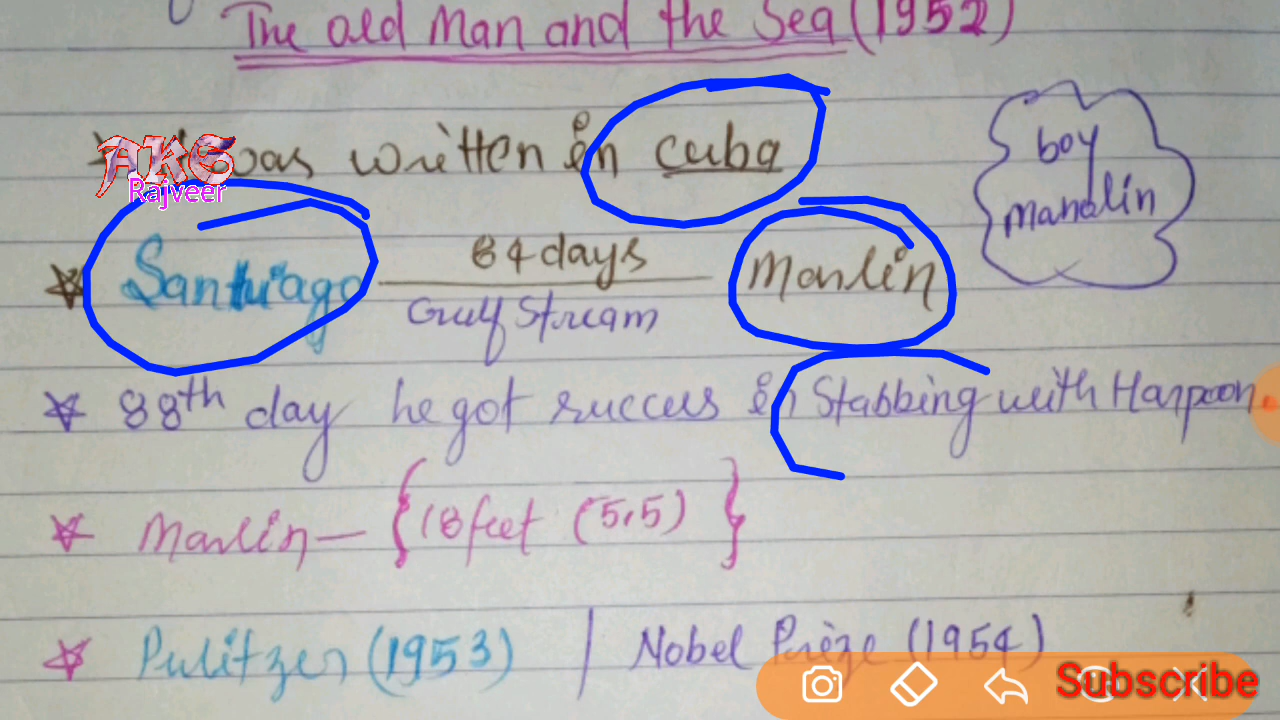 The old Man and the Sea (1952)
was written in cuba
AKG
Rajveer
boy
manolin
Santiago 84 days Marlin
Gulf Stream
88th day he got success in Stabbing with Harpoon.
Marlin – {18 feet (5.5) }
Pulitzer (1953) / Nobel Prize (1954)
Subscribe